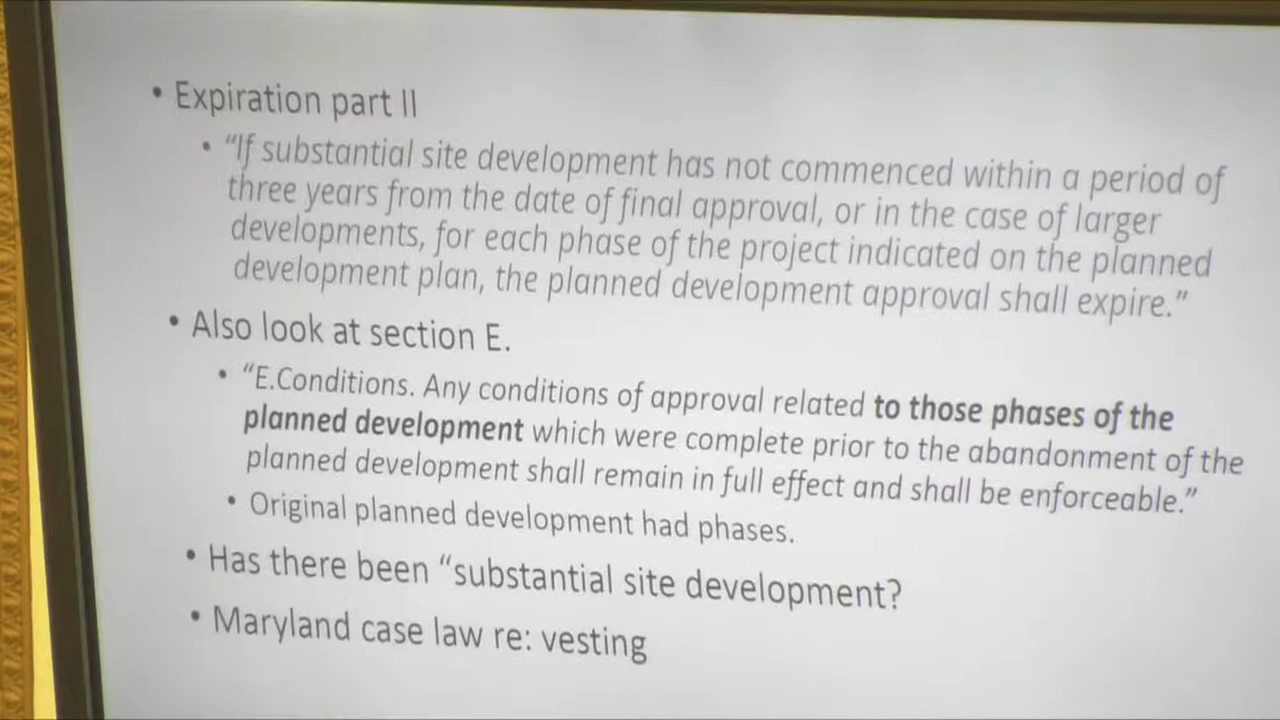 • Expiration part II
• “If substantial site development has not commenced within a period of
three years from the date of final approval, or in the case of larger
developments, for each phase of the project indicated on the planned
development plan, the planned development approval shall expire.”
• Also look at section E.
• “E.Conditions. Any conditions of approval related to those phases of the
planned development which were complete prior to the abandonment of the
planned development shall remain in full effect and shall be enforceable.”
• Original planned development had phases.
• Has there been “substantial site development?
• Maryland case law re: vesting